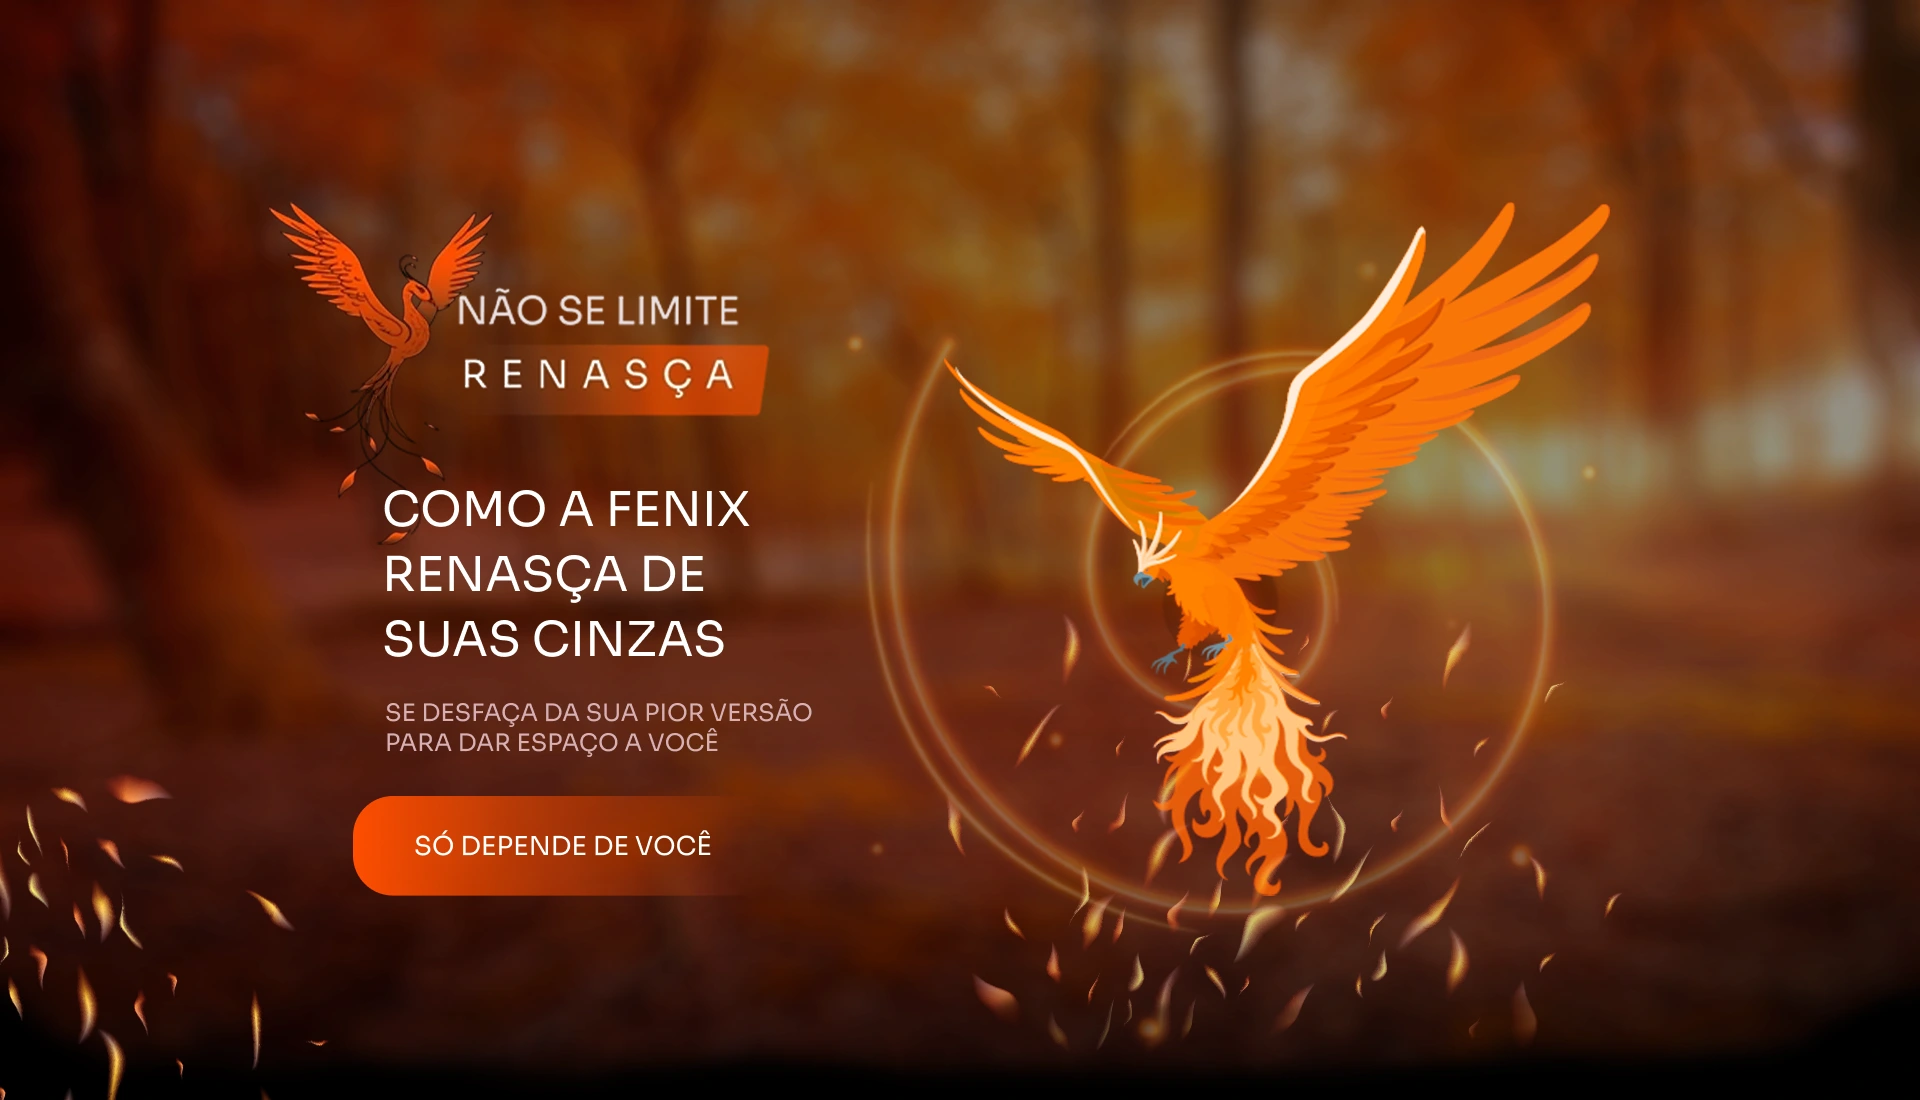 NÃO SE LIMITE
RENASÇA
COMO A FENIX
RENASÇA DE
SUAS CINZAS
SE DESFAÇA DA SUA PIOR VERSÃO
PARA DAR ESPAÇO A VOCÊ
SÓ DEPENDE DE VOCÊ